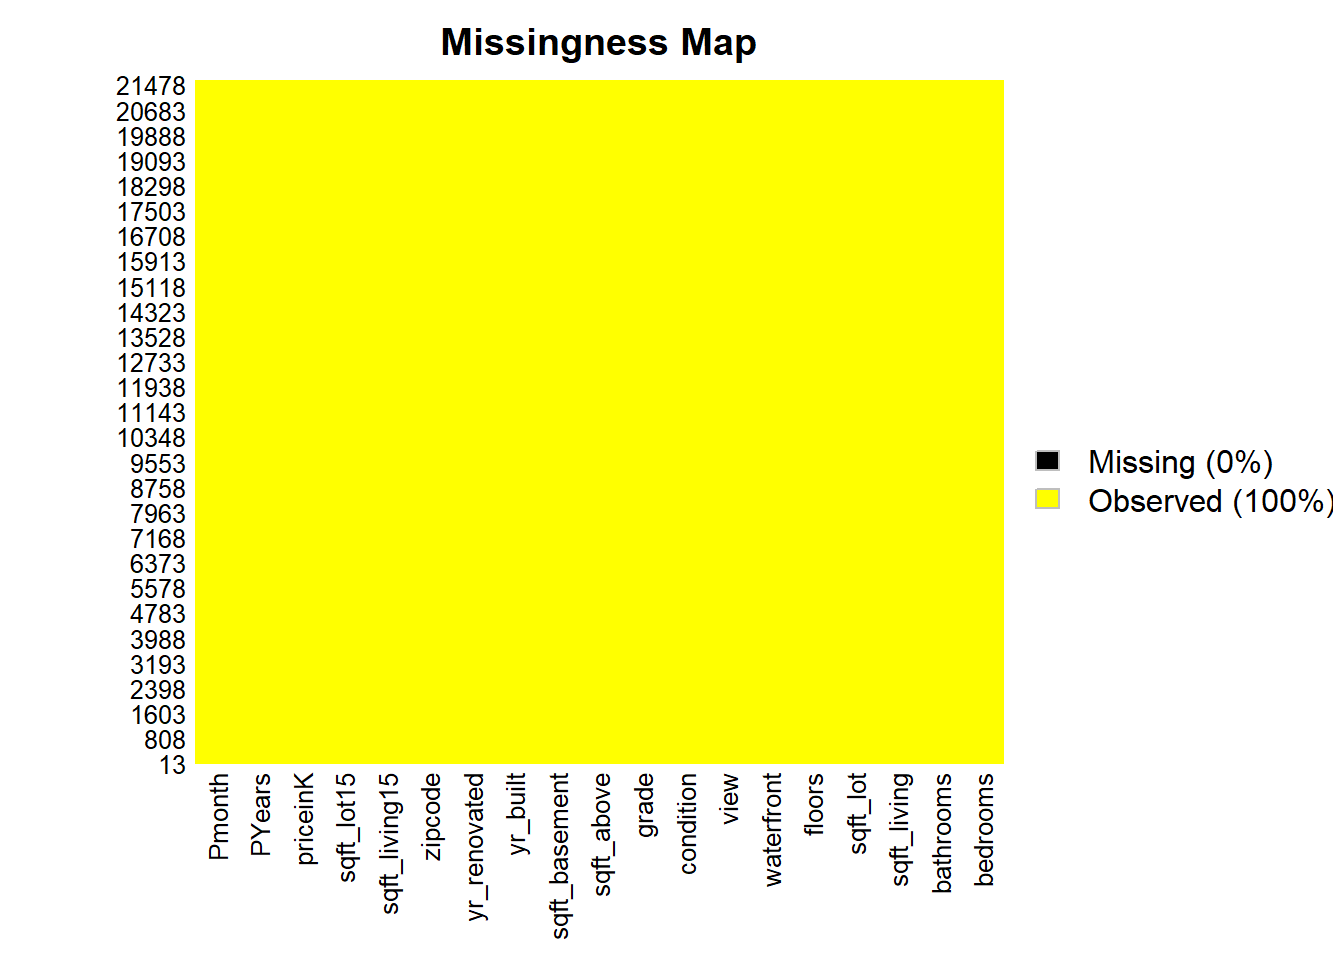 Missingness Map
21478
20683
19888
19093
18298
17503
16708
15913
15118
14323
13528
12733
11938
11143
10348
9553
8758
7963
7168
6373
5578
4783
3988
3193
2398
1603
808
13
Pmonth
PYears
priceinK
sqft_lot15
sqft_living15
zipcode
yr_renovated
yr_built
sqft_basement
sqft_above
grade
condition
view
waterfront
floors
sqft_lot
sqft_living
bathrooms
bedrooms
Missing (0%)
Observed (100%)